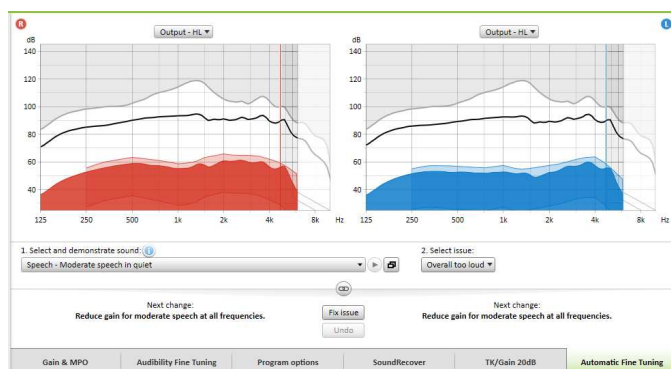 R
Output - HL
Output - HL
L
dB
dB
140
140
120
120
100
100
80
80
60
60
40
40
125 250 500 1k 2k 4k 8k Hz
125 250 500 1k 2k 4k 8k Hz
1. Select and demonstrate sound:
2. Select issue:
Speech - Moderate speech in quiet
Overall too loud
Next change:
Next change:
Reduce gain for moderate speech at all frequencies.
Fix issue
Reduce gain for moderate speech at all frequencies.
Undo
Gain & MPO
Audibility Fine Tuning
Program options
SoundRecover
TK/Gain 20dB
Automatic Fine Tuning